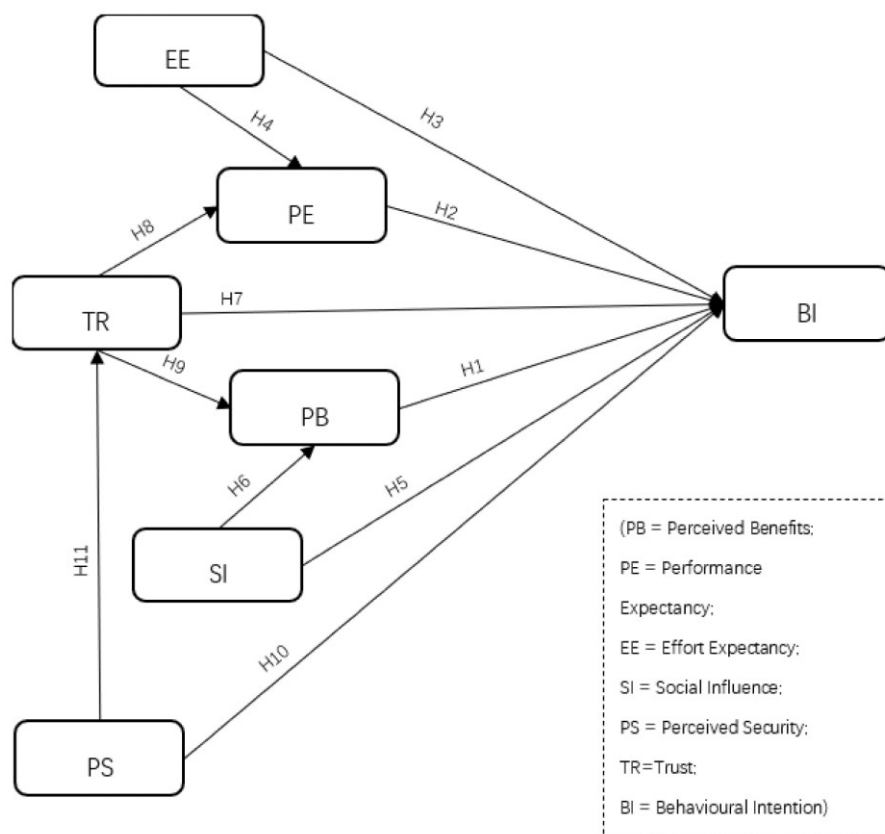 EE
H3
H4
PE
H2
H8
TR
H7
BI
H9
PB
H1
H6
H5
SI
H11
H10
PS
(PB = Perceived Benefits;
PE = Performance
Expectancy;
EE = Effort Expectancy;
SI = Social Influence;
PS = Perceived Security;
TR=Trust;
BI = Behavioural Intention)